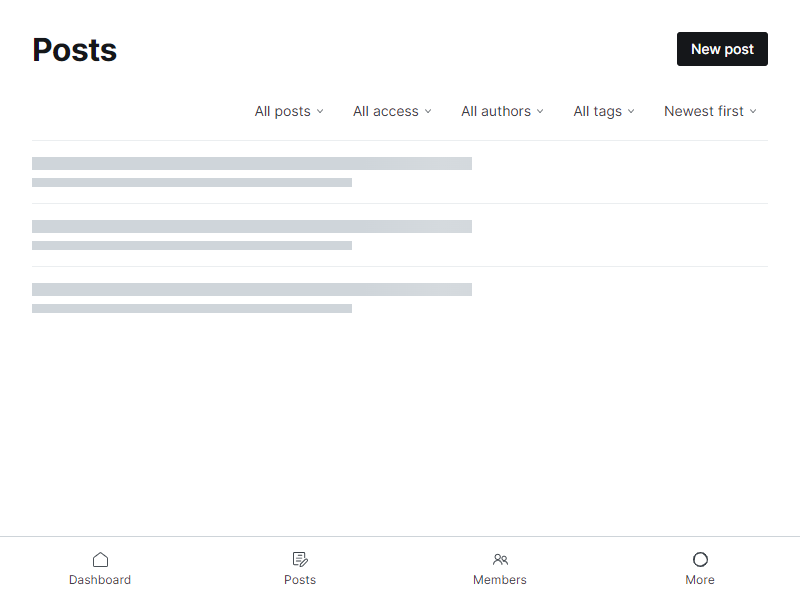 Posts
New post
All posts
All access
All authors
All tags
Newest first
Dashboard
Posts
Members
More